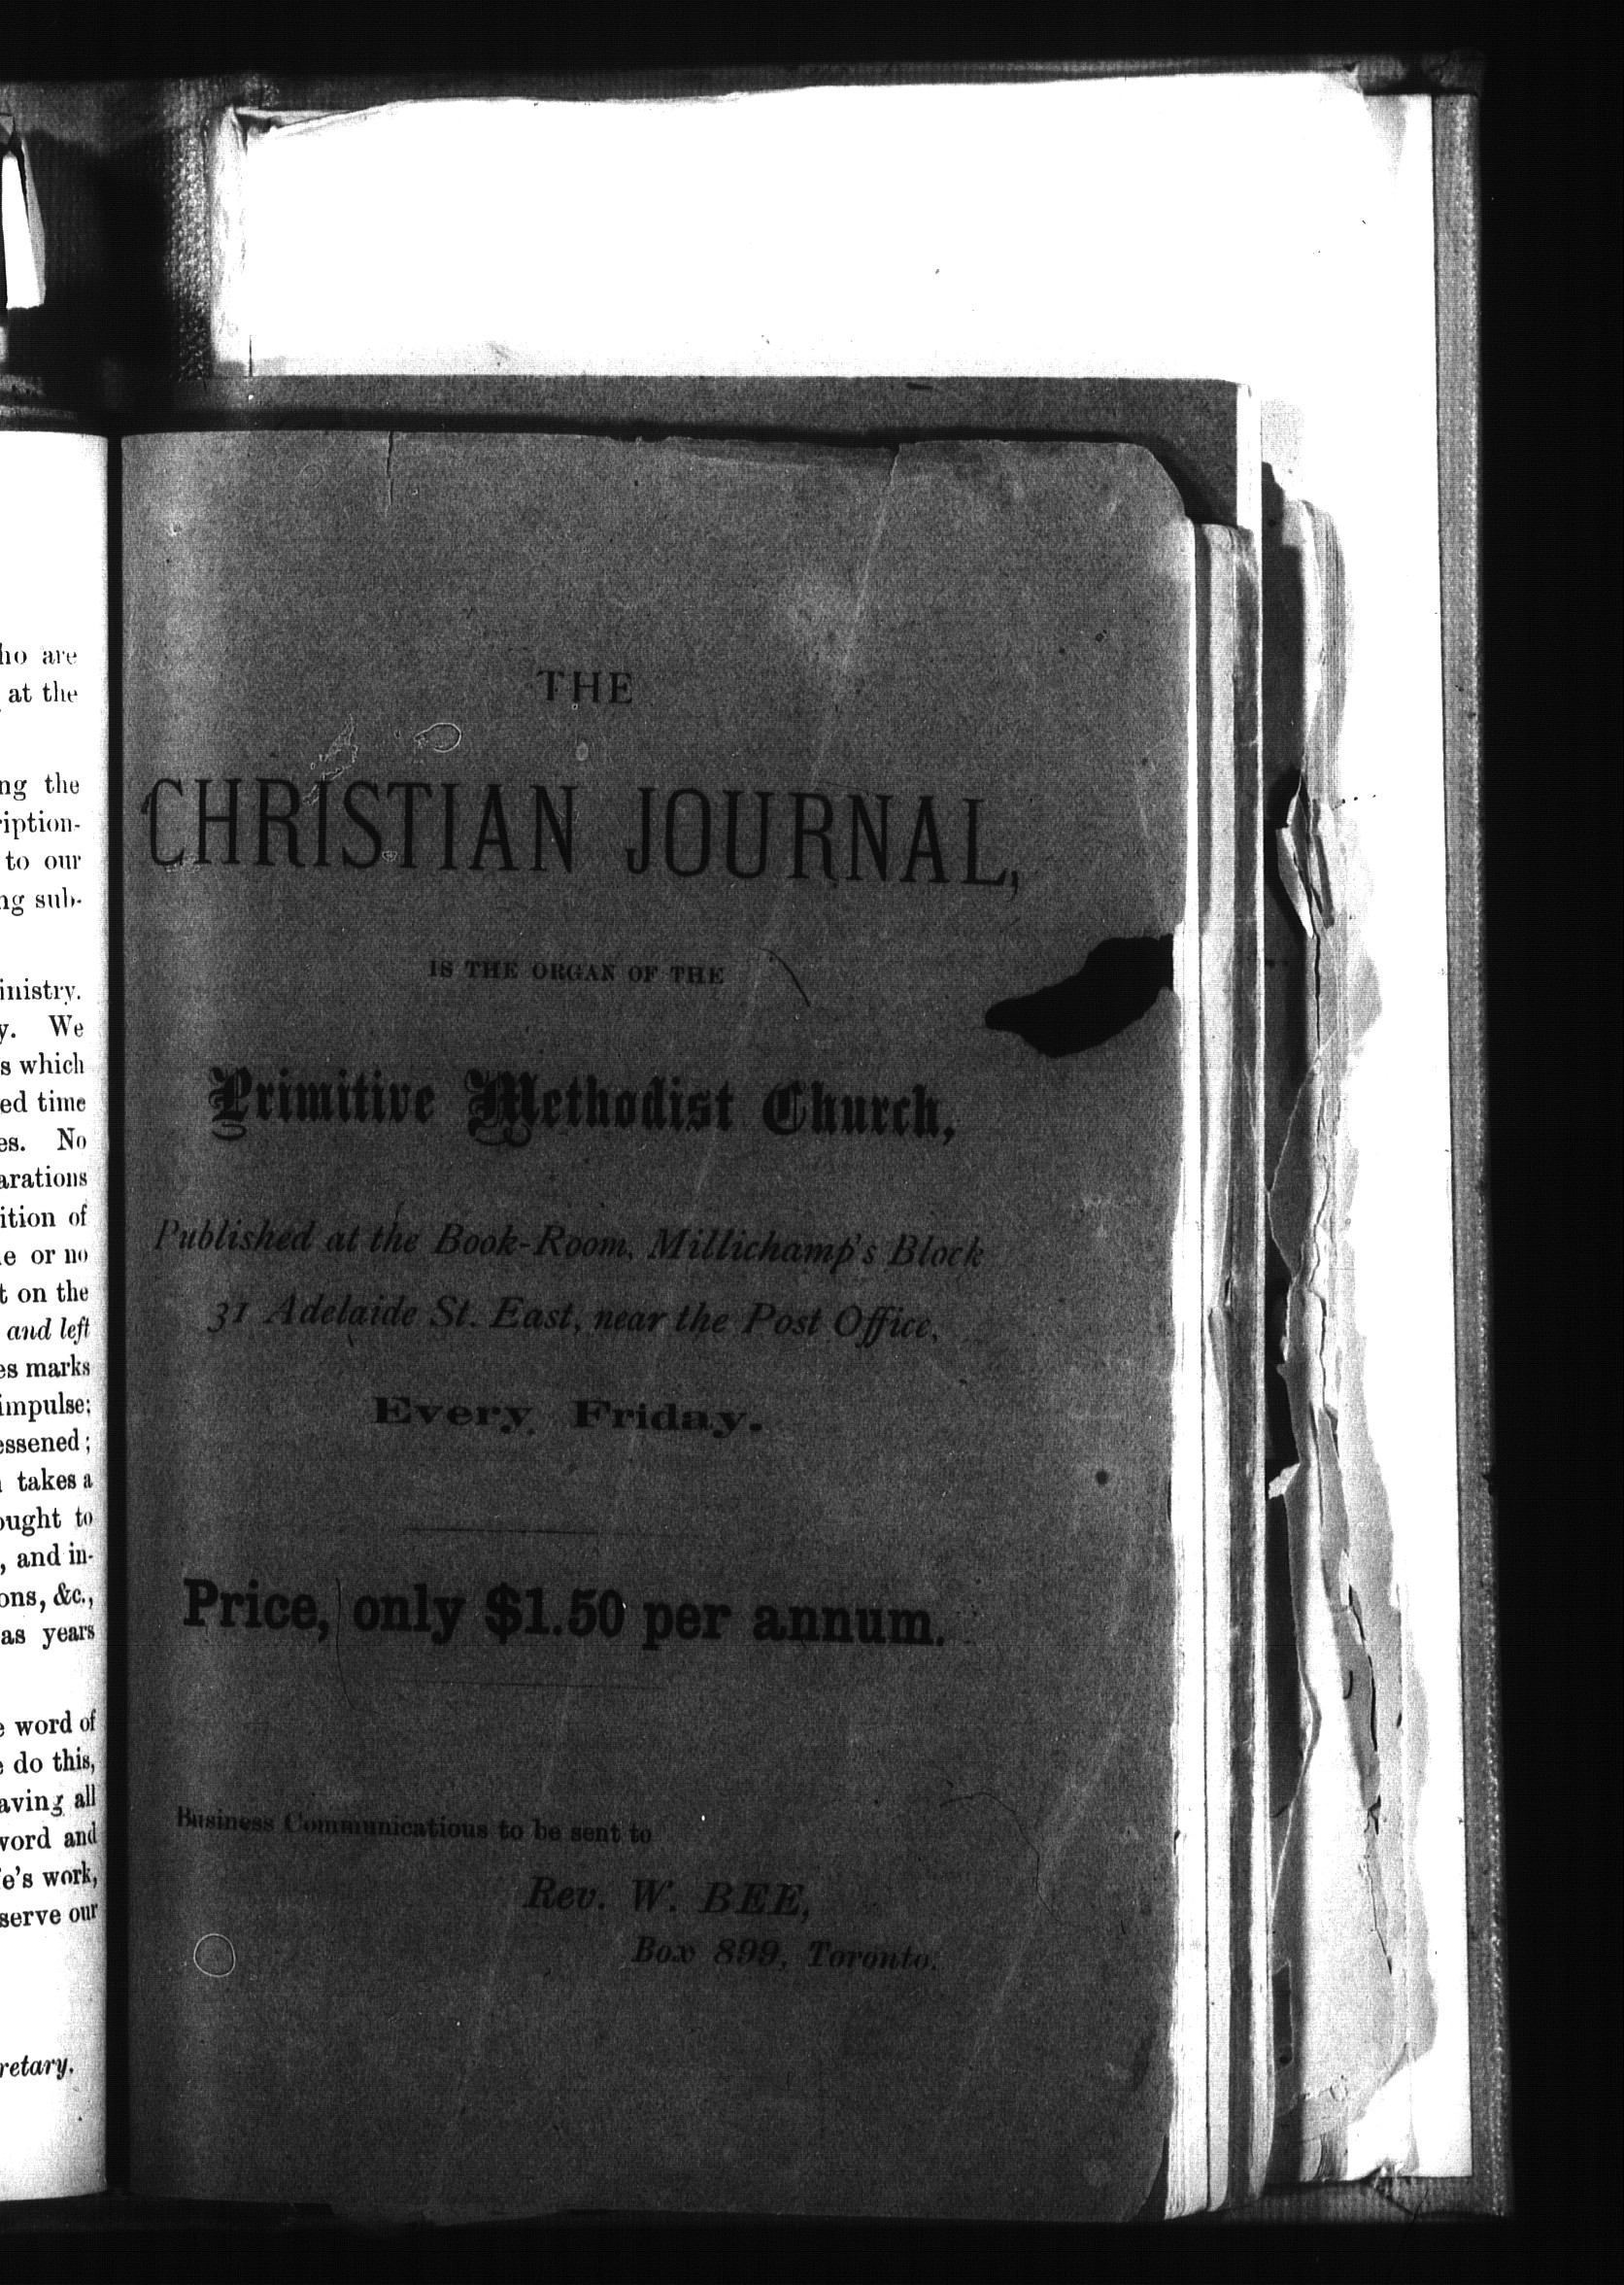 ho are
at the
ng the
ription-
to our
ng sub-
inistry.
y. We
s which
ed time
es. No
arations
ition of
e or no
t on the
and left
es marks
impulse;
essened;
takes a
ought to
, and in-
ons, &c.,
as years
e word of
e do this,
aving all
word and
e's work,
serve our
retary.
THE
CHRISTIAN JOURNAL,
IS THE ORGAN OF THE
Primitive Methodist Church,
Published at the Book-Room, Millichamp's Block
31 Adelaide St. East, near the Post Office,
Every Friday.
Price, only $1.50 per annum.
Business Communications to be sent to
Rev. W. BEE,
Box 899, Toronto.